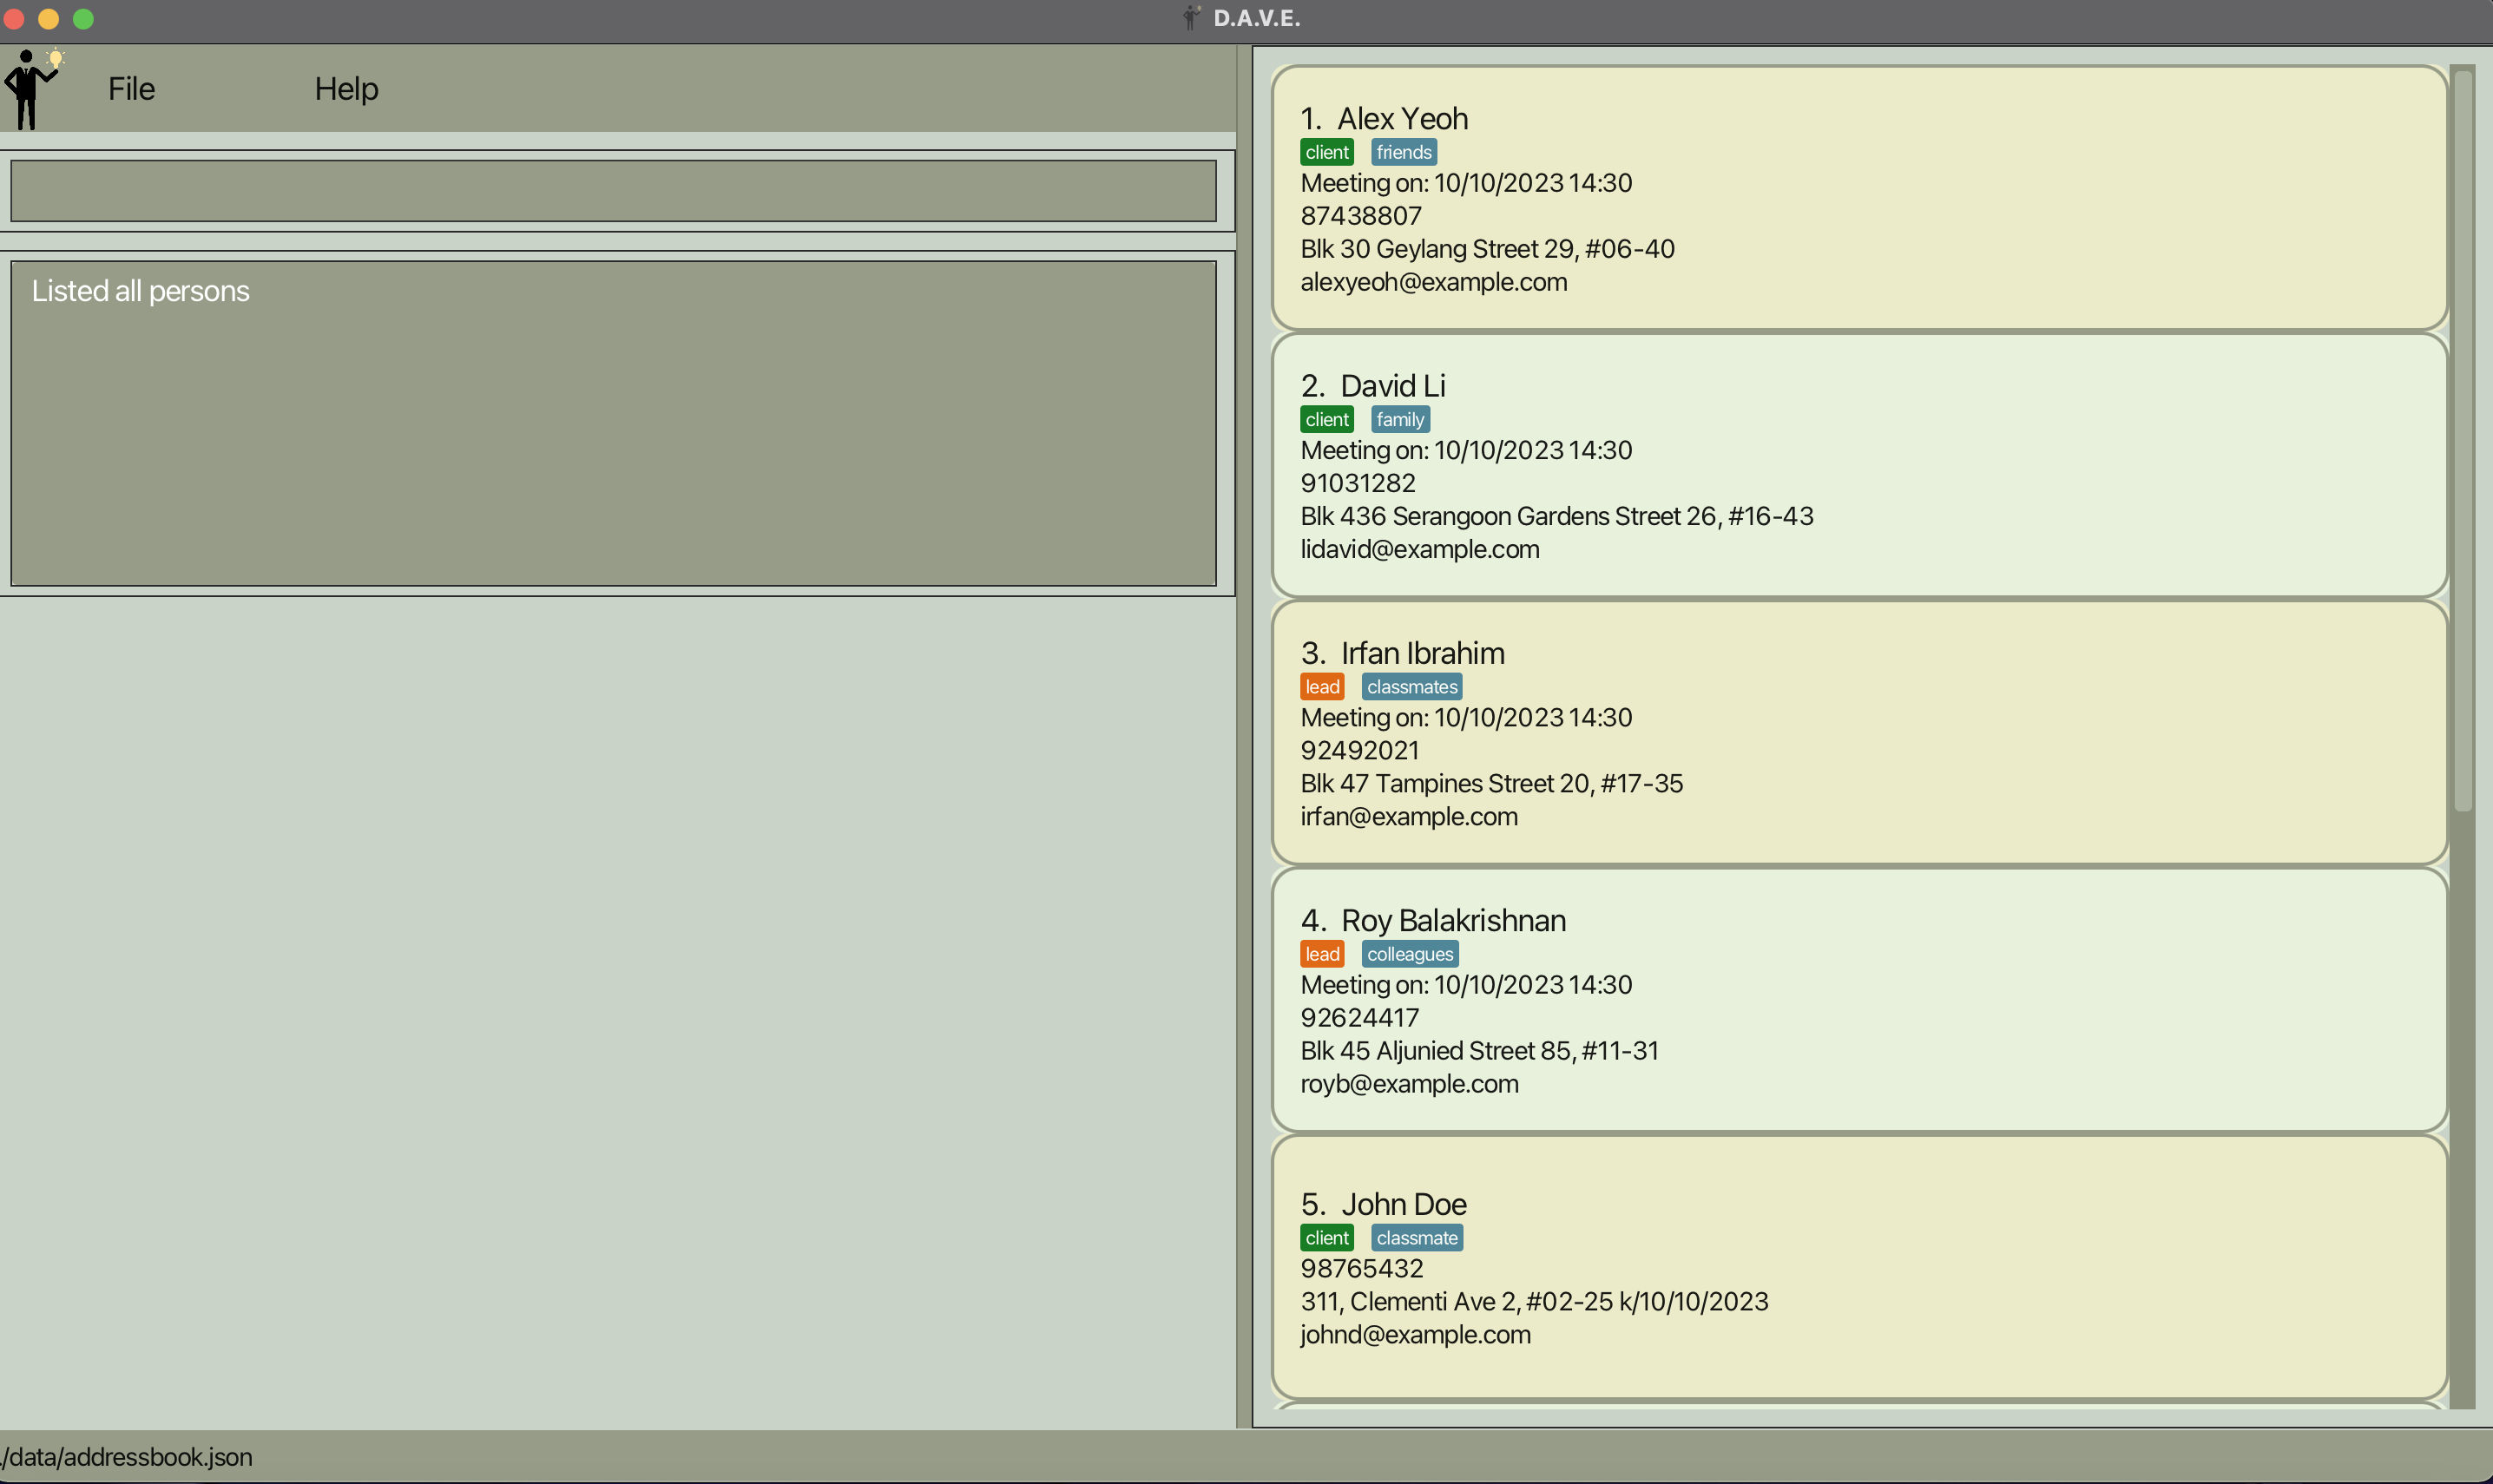 D.A.V.E.
File Help
Listed all persons
1. Alex Yeoh
client friends
Meeting on: 10/10/2023 14:30
87438807
Blk 30 Geylang Street 29, #06-40
alexyeoh@example.com
2. David Li
client family
Meeting on: 10/10/2023 14:30
91031282
Blk 436 Serangoon Gardens Street 26, #16-43
lidavid@example.com
3. Irfan Ibrahim
lead classmates
Meeting on: 10/10/2023 14:30
92492021
Blk 47 Tampines Street 20, #17-35
irfan@example.com
4. Roy Balakrishnan
lead colleagues
Meeting on: 10/10/2023 14:30
92624417
Blk 45 Aljunied Street 85, #11-31
royb@example.com
5. John Doe
client classmate
98765432
311, Clementi Ave 2, #02-25 k/10/10/2023
johnd@example.com
./data/addressbook.json